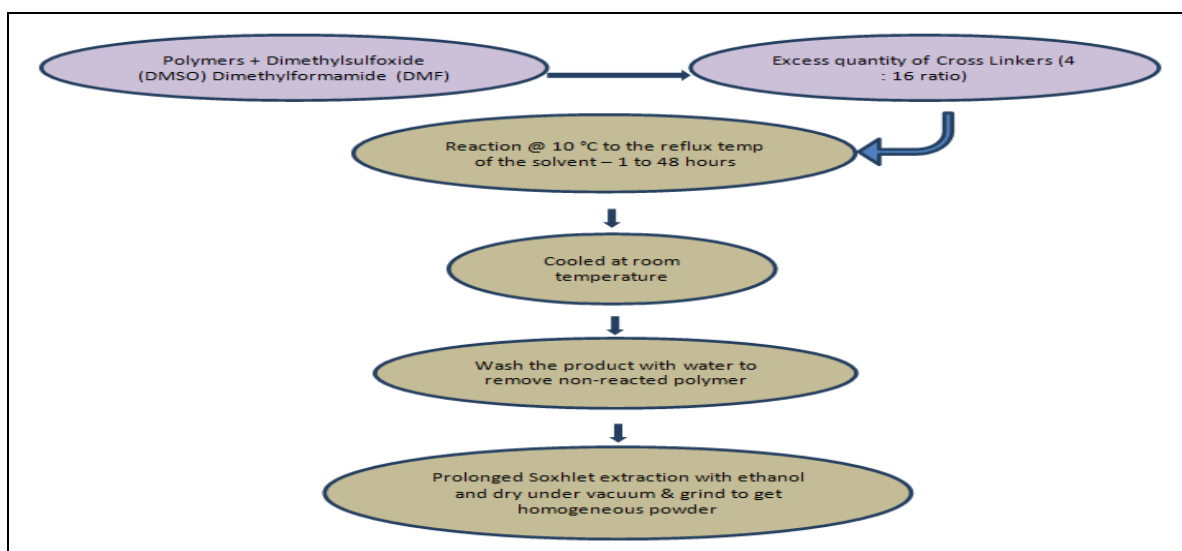 Polymers + Dimethylsulfoxide
(DMSO) Dimethylformamide (DMF)
Excess quantity of Cross Linkers (4
: 16 ratio)
Reaction @ 10 °C to the reflux temp
of the solvent – 1 to 48 hours
Cooled at room
temperature
Wash the product with water to
remove non-reacted polymer
Prolonged Soxhlet extraction with ethanol
and dry under vacuum & grind to get
homogeneous powder